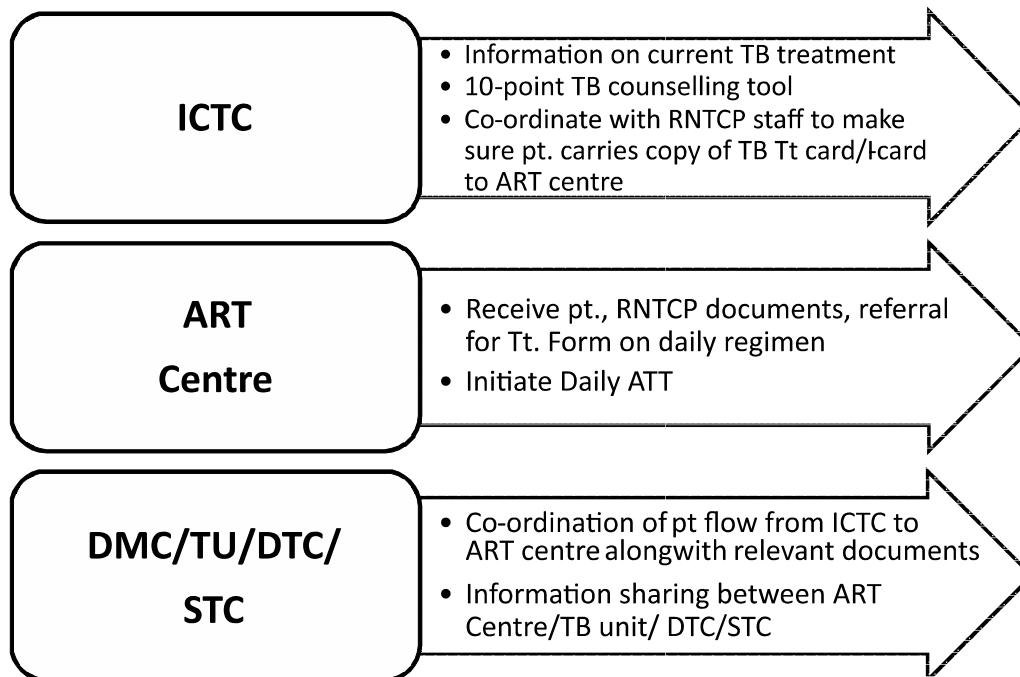 ICTC
• Information on current TB treatment
• 10-point TB counselling tool
• Co-ordinate with RNTCP staff to make
sure pt. carries copy of TB Tt card/I-card
to ART centre
ART
Centre
• Receive pt., RNTCP documents, referral
for Tt. Form on daily regimen
• Initiate Daily ATT
DMC/TU/DTC/
STC
• Co-ordination of pt flow from ICTC to
ART centre alongwith relevant documents
• Information sharing between ART
Centre/TB unit/ DTC/STC